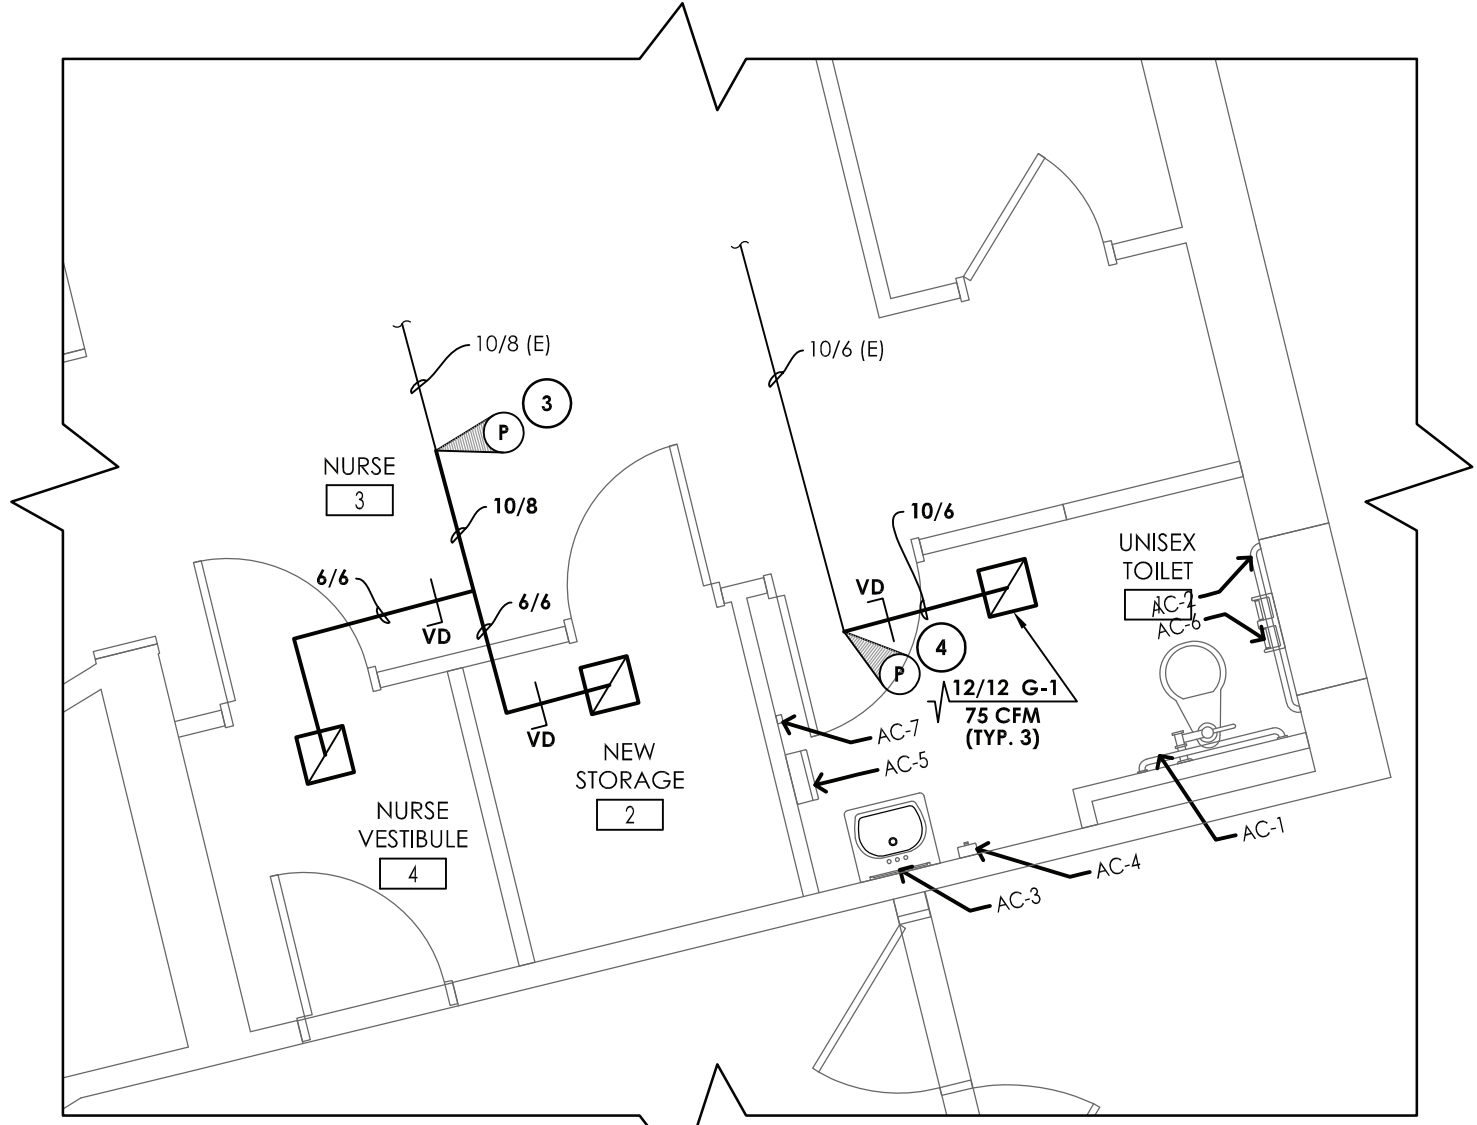 10/8 (E)
10/6 (E)
3
P
NURSE
3
10/8
10/6
6/6
6/6
VD
VD
VD
VD
UNISEX
TOILET
AC-2
AC-6
4
P
12/12 G-1
75 CFM
(TYP. 3)
AC-7
AC-5
NEW
STORAGE
2
NURSE
VESTIBULE
4
AC-1
AC-4
AC-3